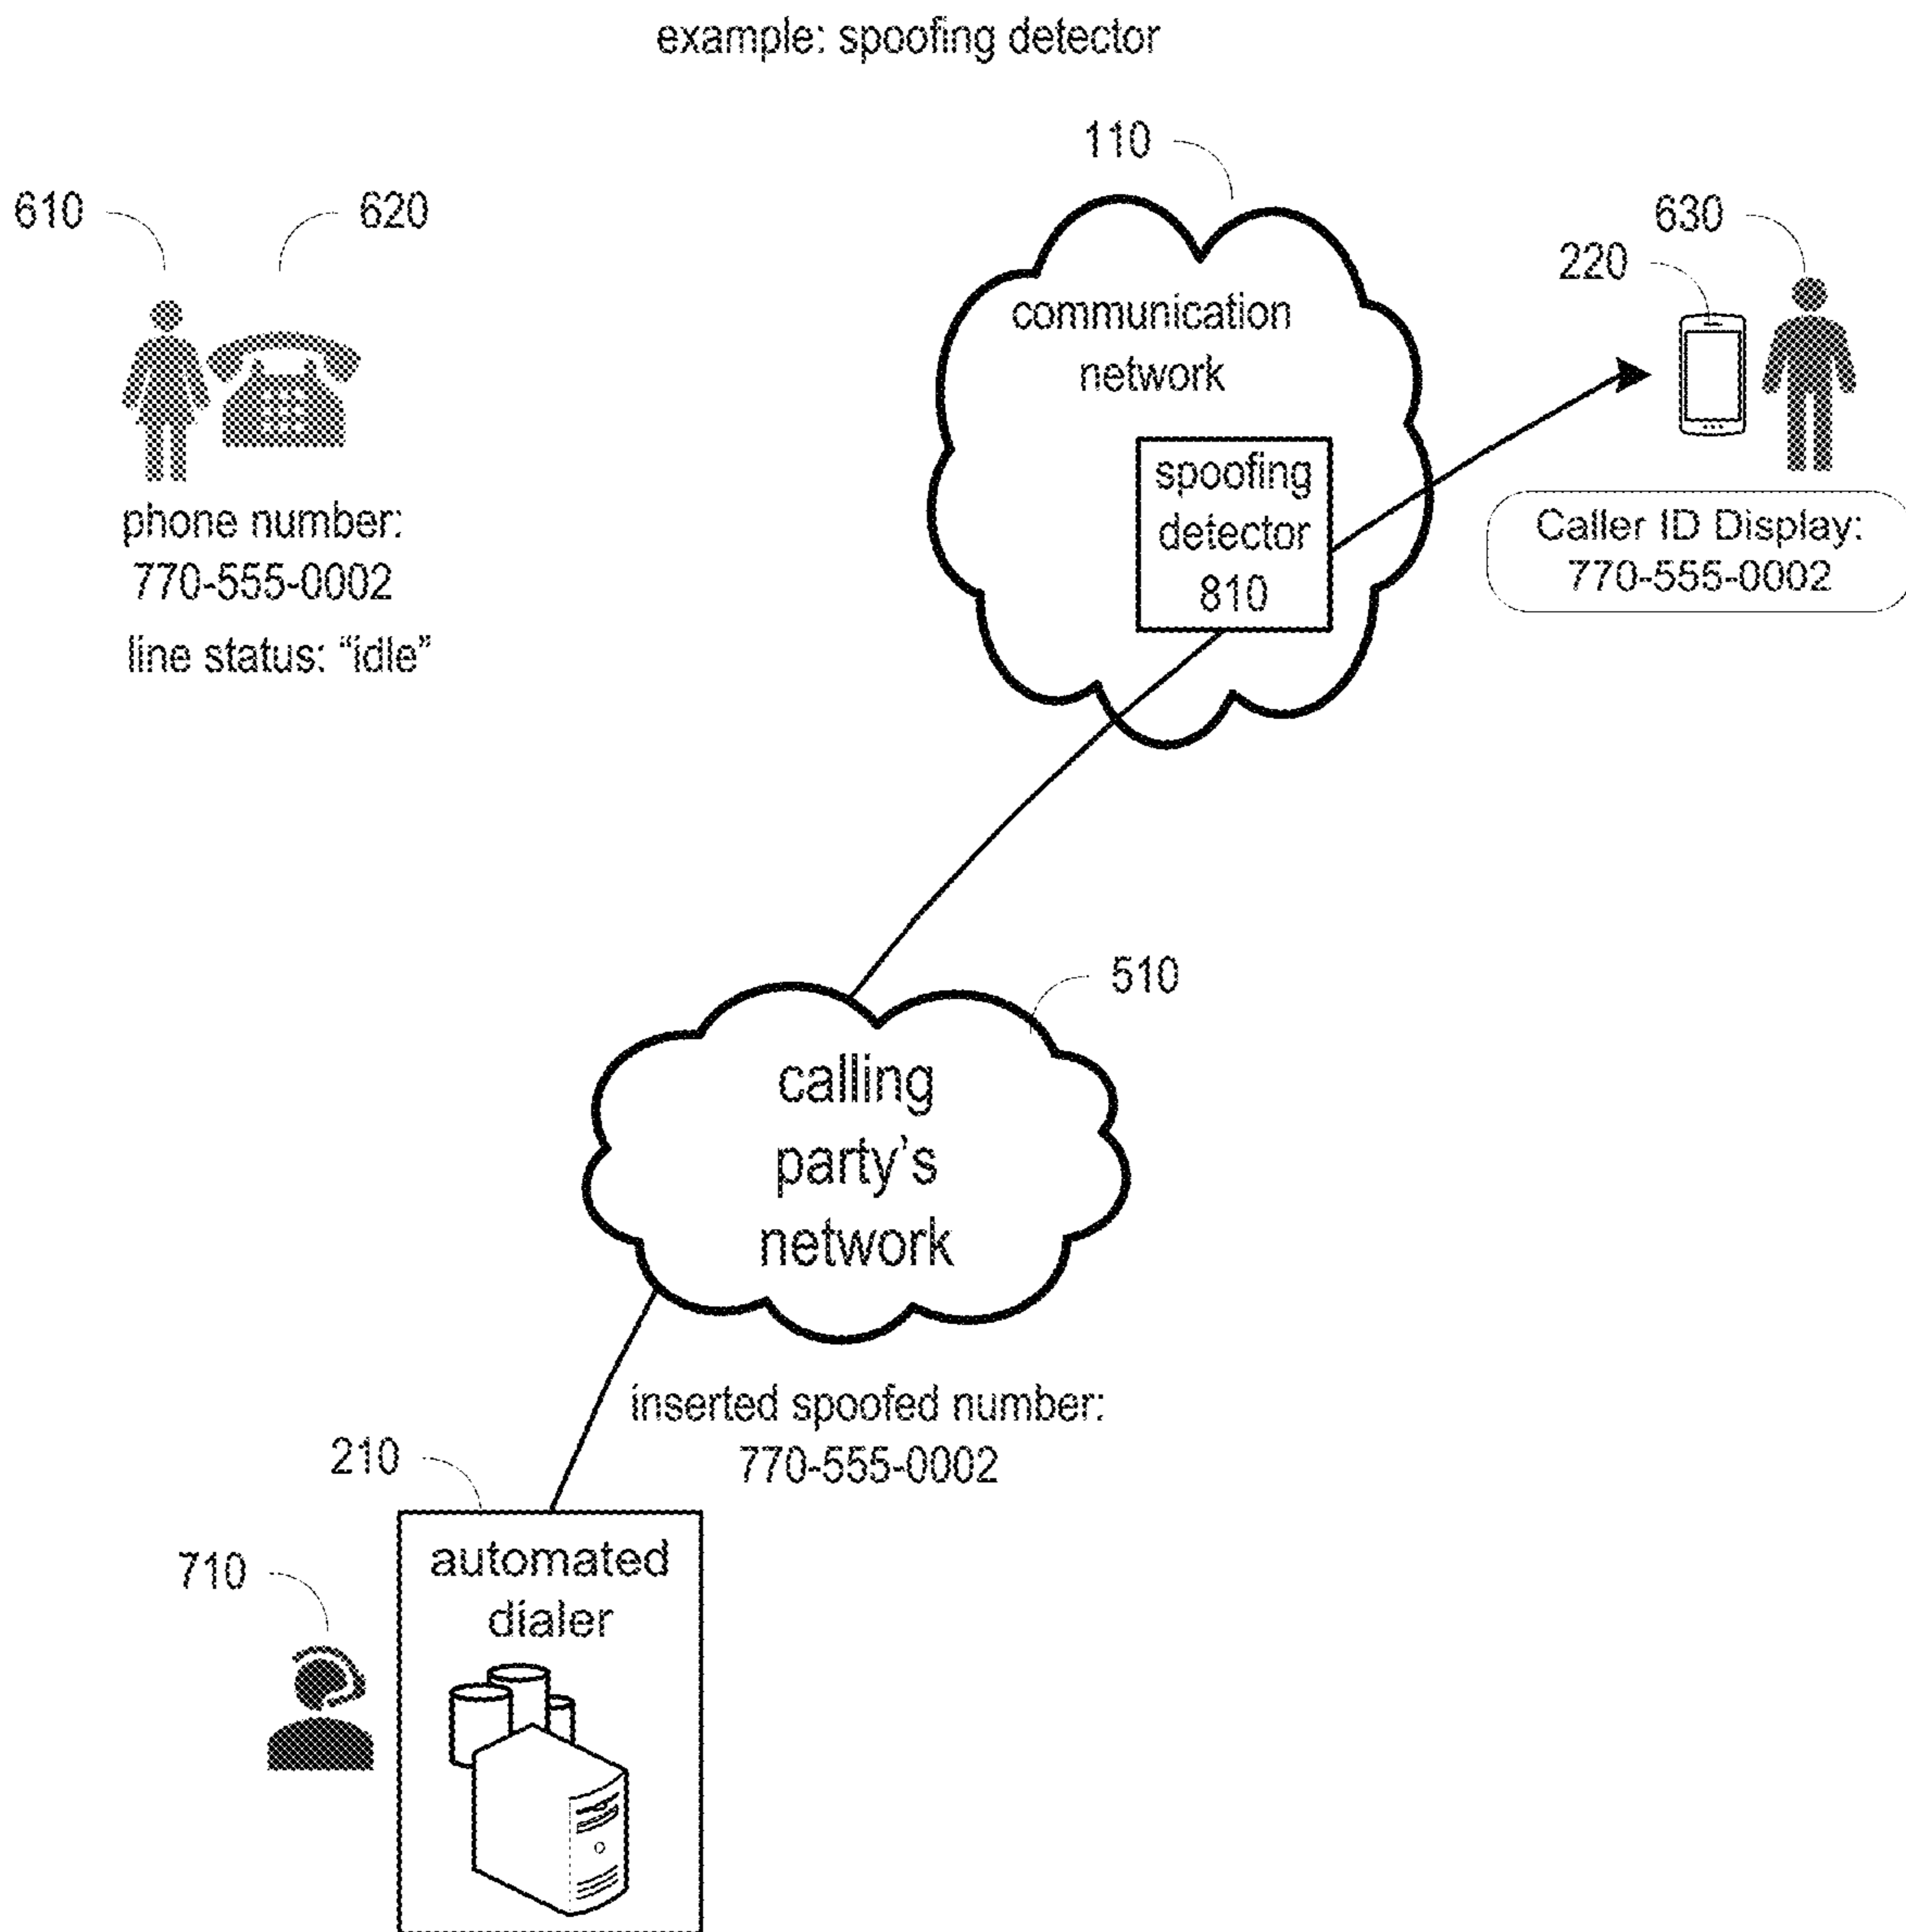 example: spoofing detector
110
610
620
630
220
communication
network
spoofing
detector
810
phone number:
770-555-0002
line status: “idle”
Caller ID Display:
770-555-0002
510
calling
party’s
network
inserted spoofed number:
770-555-0002
210
710
automated
dialer